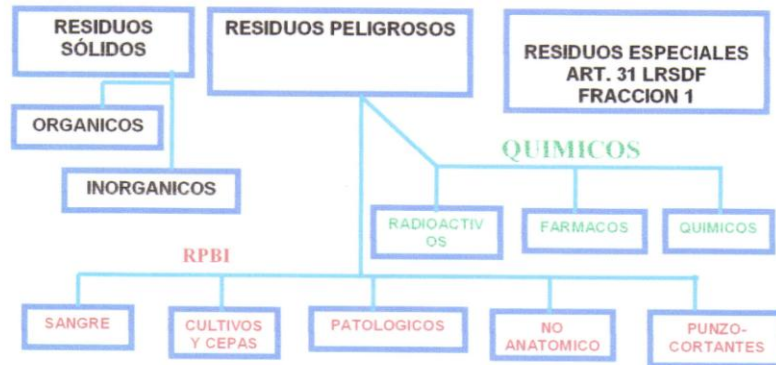 RESIDUOS
SÓLIDOS
RESIDUOS PELIGROSOS
RESIDUOS ESPECIALES
ART. 31 LRSDF
FRACCION 1
ORGANICOS
INORGANICOS
QUIMICOS
RADIOACTIV
OS
FARMACOS
QUIMICOS
RPBI
SANGRE
CULTIVOS
Y CEPAS
PATOLOGICOS
NO
ANATOMICO
PUNZO-
CORTANTES